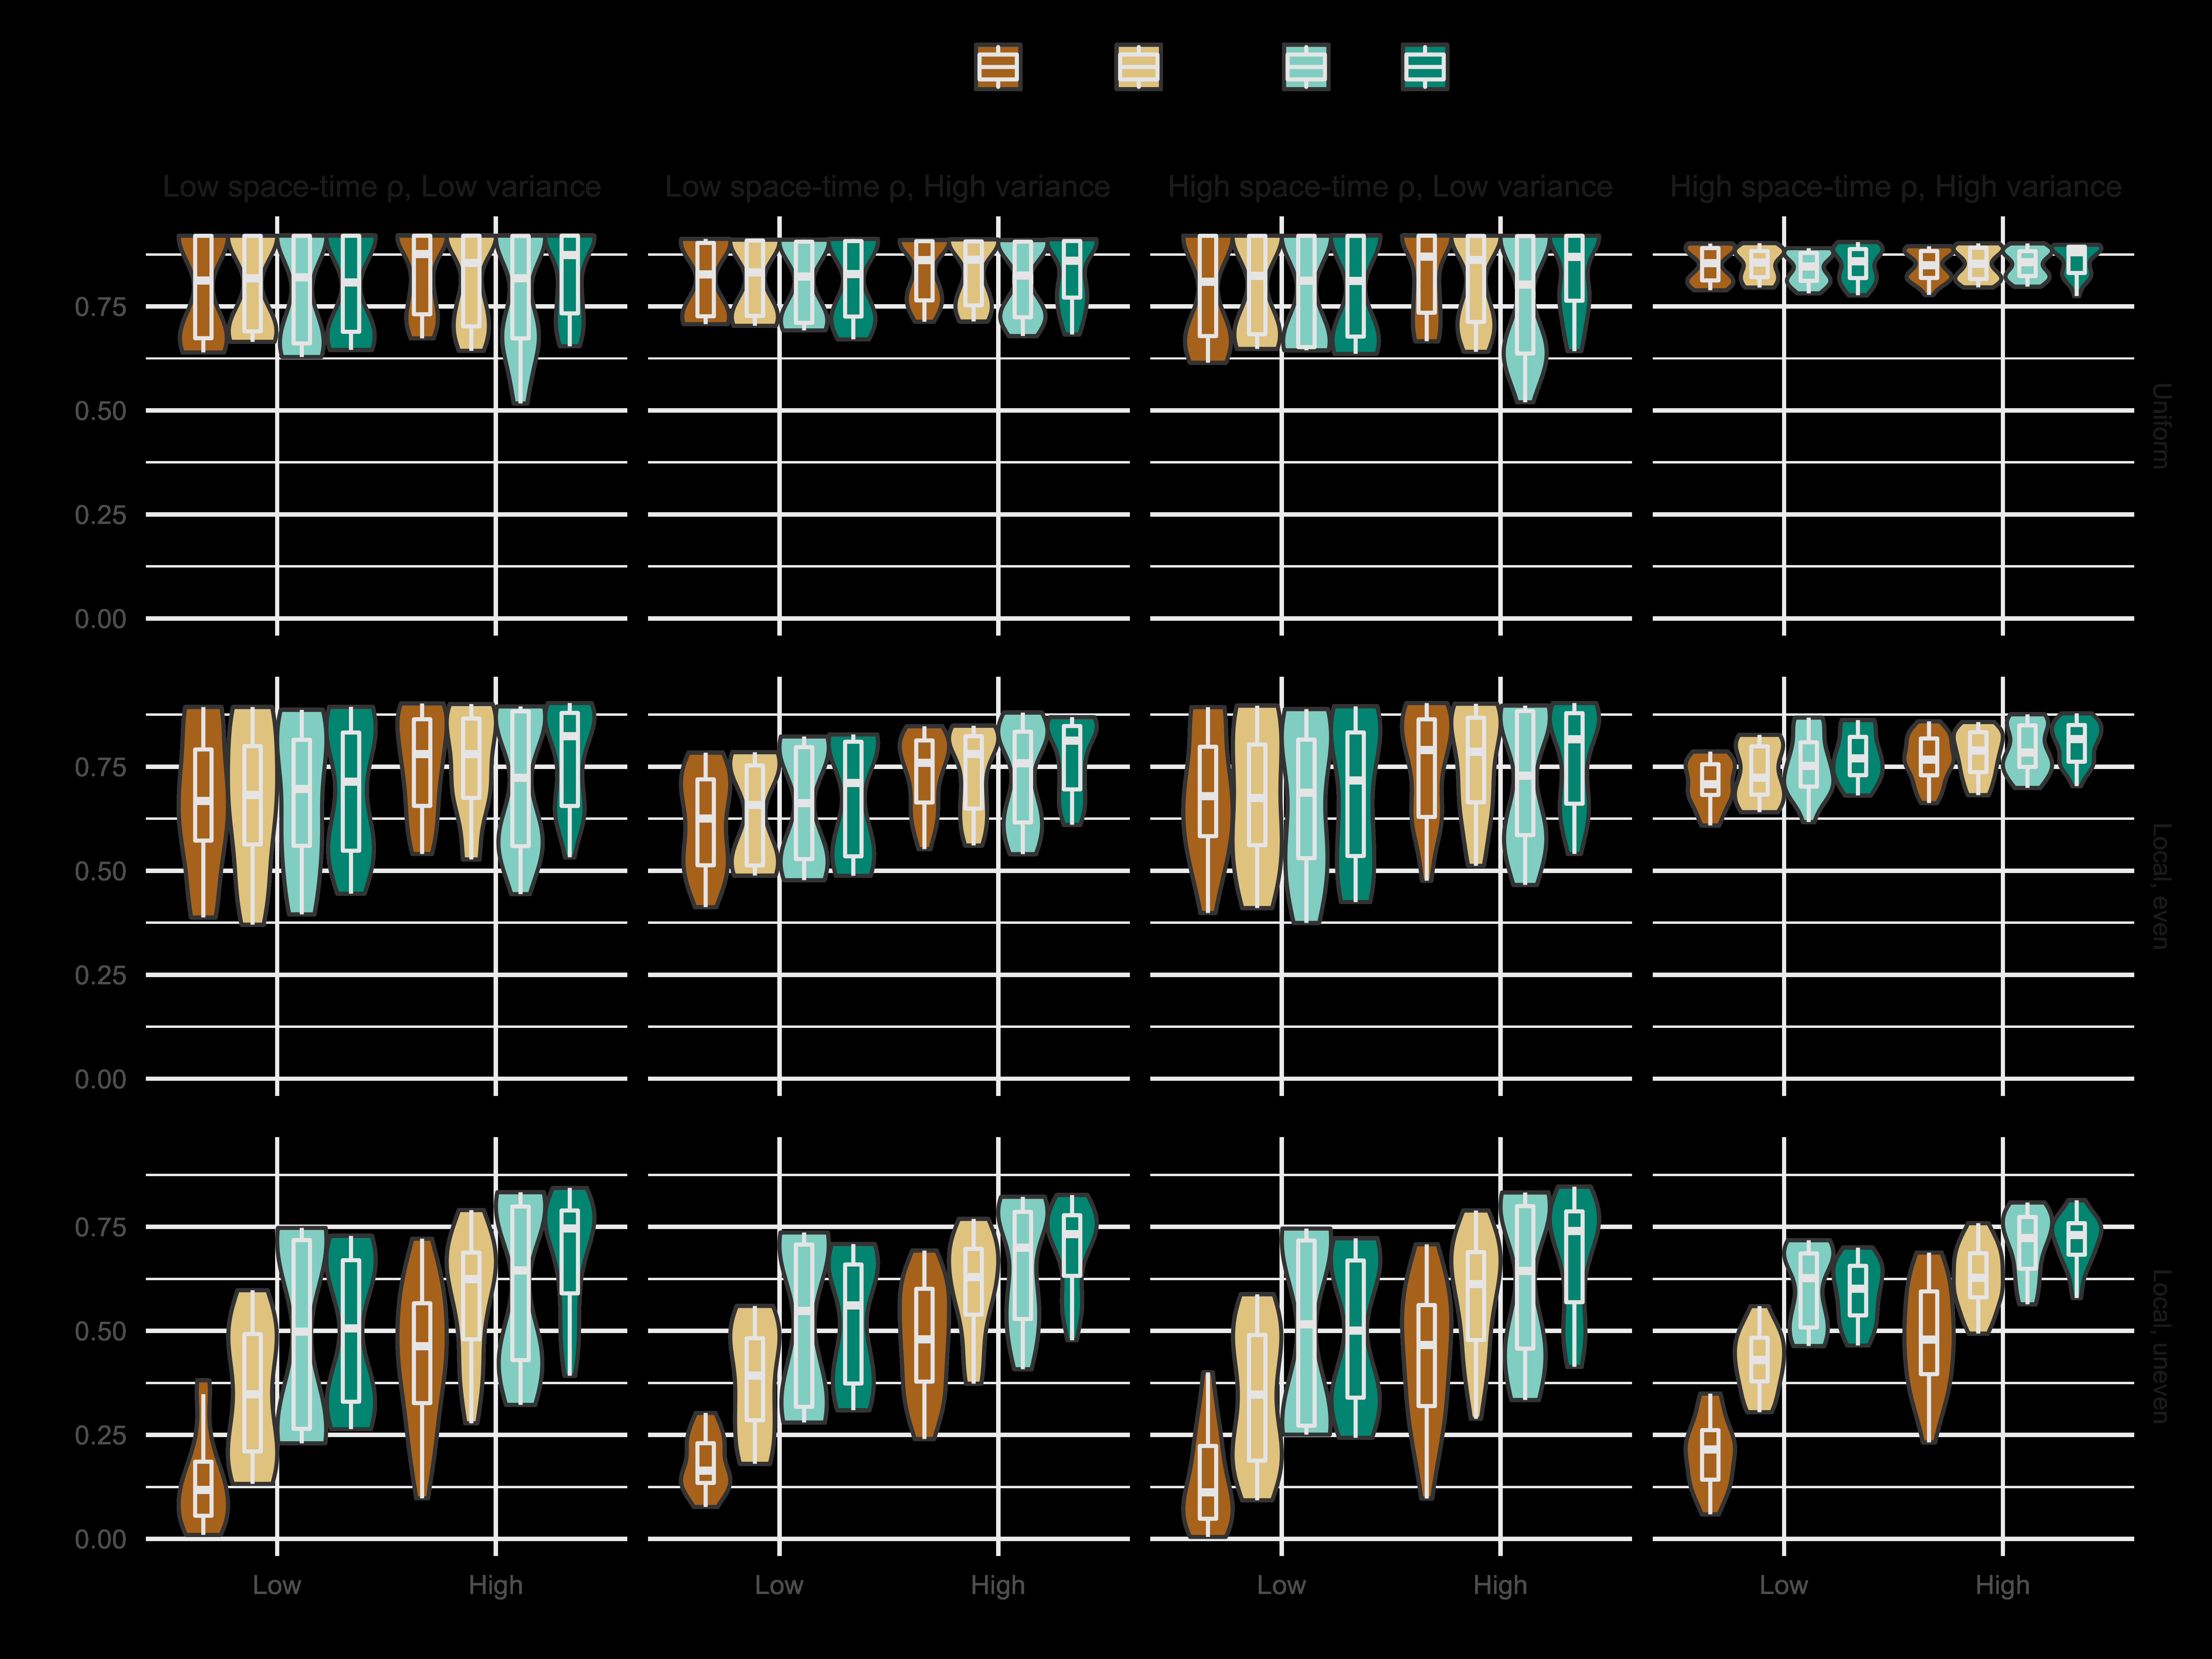 Low space-time ρ, Low variance
Low space-time ρ, High variance
High space-time ρ, Low variance
High space-time ρ, High variance
0.75
0.50
0.25
0.00
Uniform
0.75
0.50
0.25
0.00
Local, even
0.75
0.50
0.25
0.00
Local, uneven
Low
High
Low
High
Low
High
Low
High